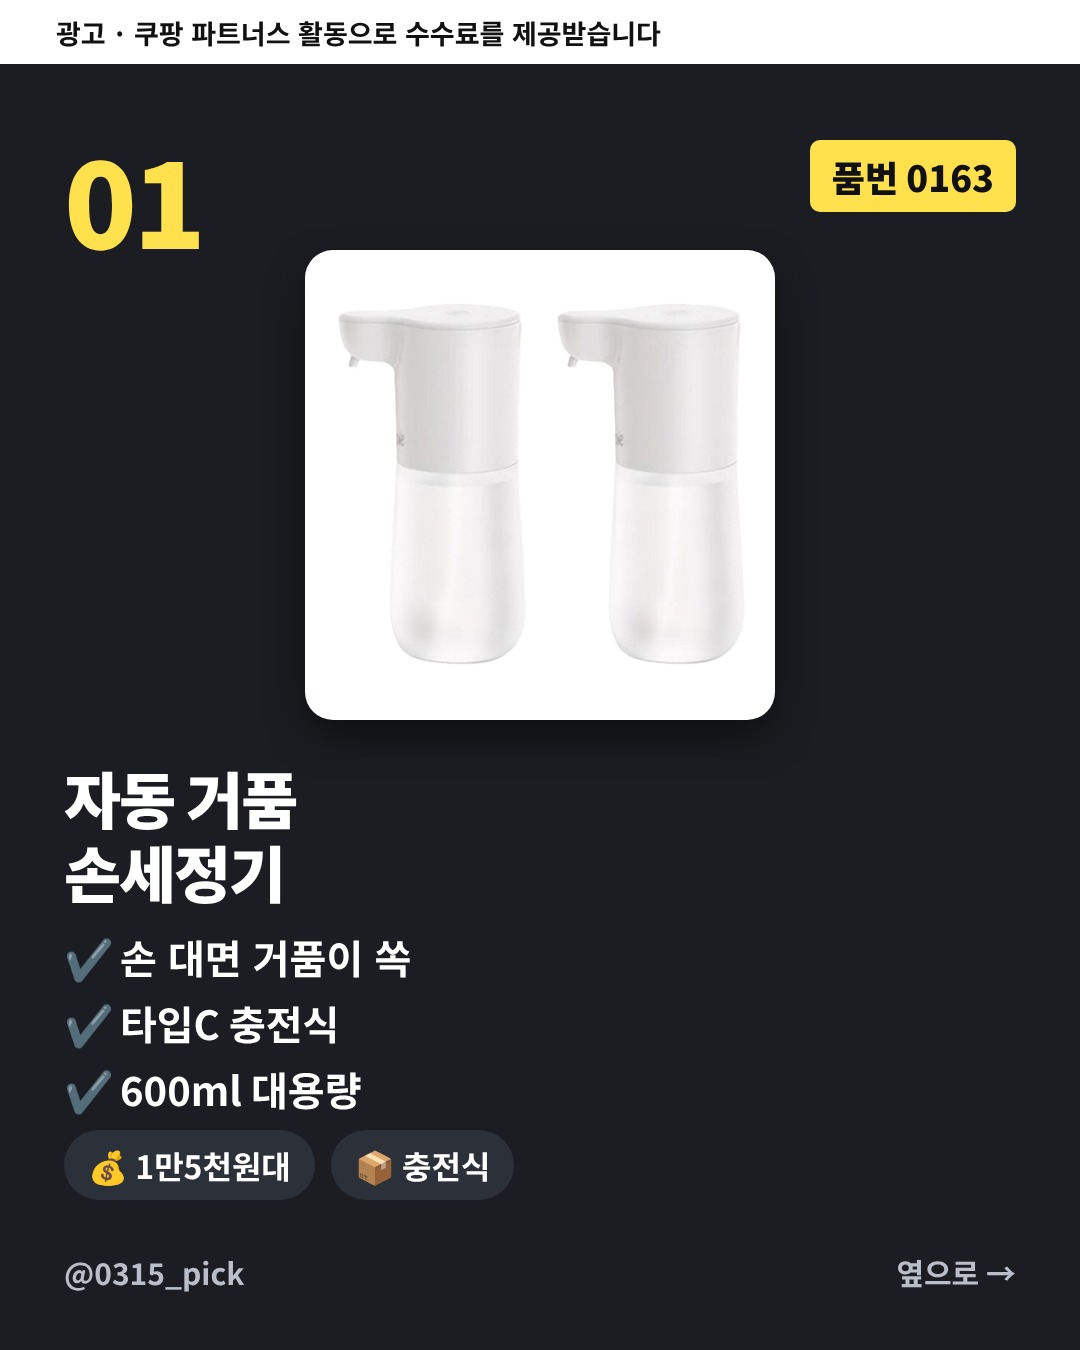 광고 · 쿠팡 파트너스 활동으로 수수료를 제공받습니다
01
품번 0163
자동 거품
손세정기
✔ 손 대면 거품이 쏙
✔ 타입C 충전식
✔ 600ml 대용량
💰 1만5천원대
📦 충전식
@0315_pick
옆으로 →